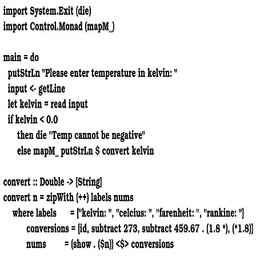 import System.Exit (die)
import Control.Monad (mapM_)
main = do
putStrLn "Please enter temperature in kelvin: "
input <- getLine
let kelvin = read input
if kelvin < 0.0
then die "Temp cannot be negative"
else mapM_ putStrLn $ convert kelvin
convert :: Double -> [String]
convert n = zipWith (++) labels nums
where labels = ["kelvin: ", "celcius: ", "farenheit: ", "rankine: "]
conversions = [id, subtract 273, subtract 459.67 . (1.8 *), (*1.8)]
nums = (show . ($n)) <$> conversions